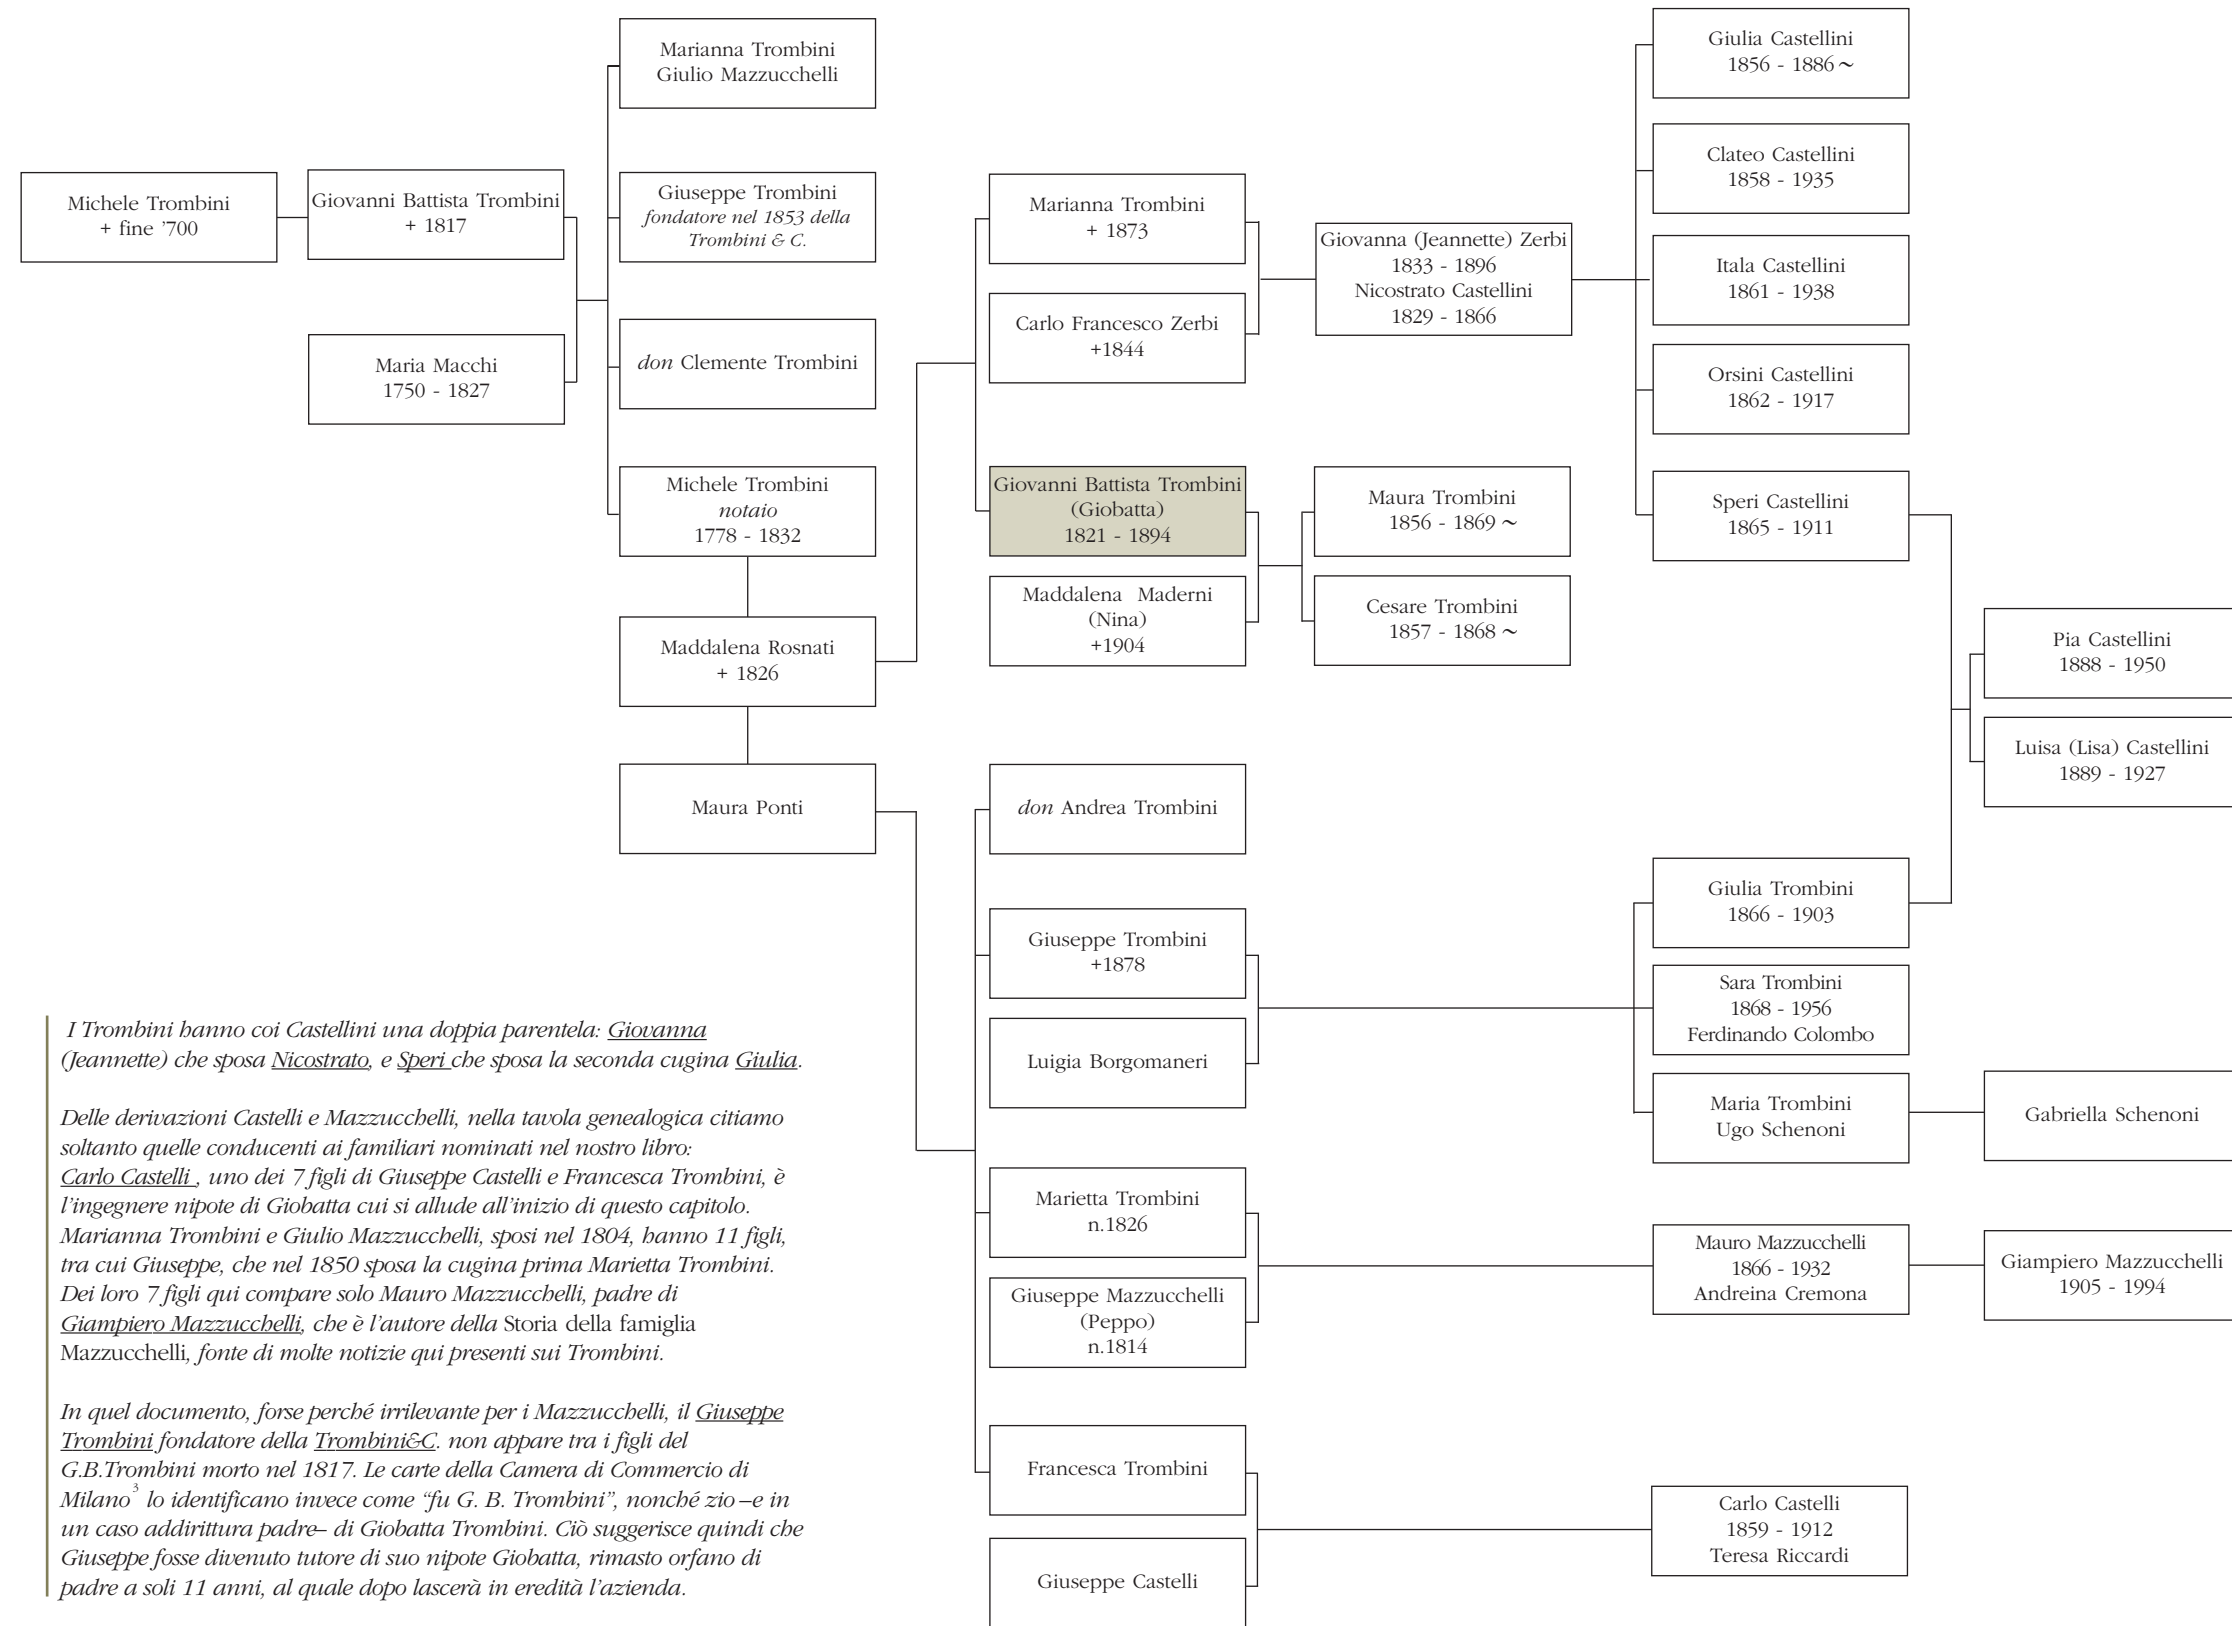 Michele Trombini
+ fine '700
Giovanni Battista Trombini
+ 1817
Maria Macchi
1750 - 1827
Marianna Trombini
Giulio Mazzucchelli
Giuseppe Trombini
fondatore nel 1853 della
Trombini & C.
don Clemente Trombini
Michele Trombini
notaio
1778 - 1832
Maddalena Rosnati
+ 1826
Maura Ponti
Marianna Trombini
+ 1873
Carlo Francesco Zerbi
+1844
Giovanni Battista Trombini
(Giobatta)
1821 - 1894
Maddalena Maderni
(Nina)
+1904
don Andrea Trombini
Giuseppe Trombini
+1878
Luigia Borgomaneri
Marietta Trombini
n.1826
Giuseppe Mazzucchelli
(Peppo)
n.1814
Francesca Trombini
Giuseppe Castelli
Giovanna (Jeannette) Zerbi
1833 - 1896
Nicostrato Castellini
1829 - 1866
Maura Trombini
1856 - 1869 ~
Cesare Trombini
1857 - 1868 ~
Giulia Castellini
1856 - 1886 ~
Clateo Castellini
1858 - 1935
Itala Castellini
1861 - 1938
Orsini Castellini
1862 - 1917
Speri Castellini
1865 - 1911
Giulia Trombini
1866 - 1903
Sara Trombini
1868 - 1956
Ferdinando Colombo
Maria Trombini
Ugo Schenoni
Mauro Mazzucchelli
1866 - 1932
Andreina Cremona
Carlo Castelli
1859 - 1912
Teresa Riccardi
Pia Castellini
1888 - 1950
Luisa (Lisa) Castellini
1889 - 1927
Gabriella Schenoni
Giampiero Mazzucchelli
1905 - 1994
I Trombini hanno coi Castellini una doppia parentela: Giovanna
(Jeannette) che sposa Nicostrato, e Speri che sposa la seconda cugina Giulia.
Delle derivazioni Castelli e Mazzucchelli, nella tavola genealogica citiamo
soltanto quelle conducenti ai familiari nominati nel nostro libro:
Carlo Castelli , uno dei 7 figli di Giuseppe Castelli e Francesca Trombini, è
l'ingegnere nipote di Giobatta cui si allude all'inizio di questo capitolo.
Marianna Trombini e Giulio Mazzucchelli, sposi nel 1804, hanno 11 figli,
tra cui Giuseppe, che nel 1850 sposa la cugina prima Marietta Trombini.
Dei loro 7 figli qui compare solo Mauro Mazzucchelli, padre di
Giampiero Mazzucchelli, che è l'autore della Storia della famiglia
Mazzucchelli, fonte di molte notizie qui presenti sui Trombini.
In quel documento, forse perché irrilevante per i Mazzucchelli, il Giuseppe
Trombini fondatore della Trombini&C. non appare tra i figli del
G.B.Trombini morto nel 1817. Le carte della Camera di Commercio di
Milano3 lo identificano invece come “fu G. B. Trombini”, nonché zio –e in
un caso addirittura padre– di Giobatta Trombini. Ciò suggerisce quindi che
Giuseppe fosse divenuto tutore di suo nipote Giobatta, rimasto orfano di
padre a soli 11 anni, al quale dopo lascerà in eredità l'azienda.